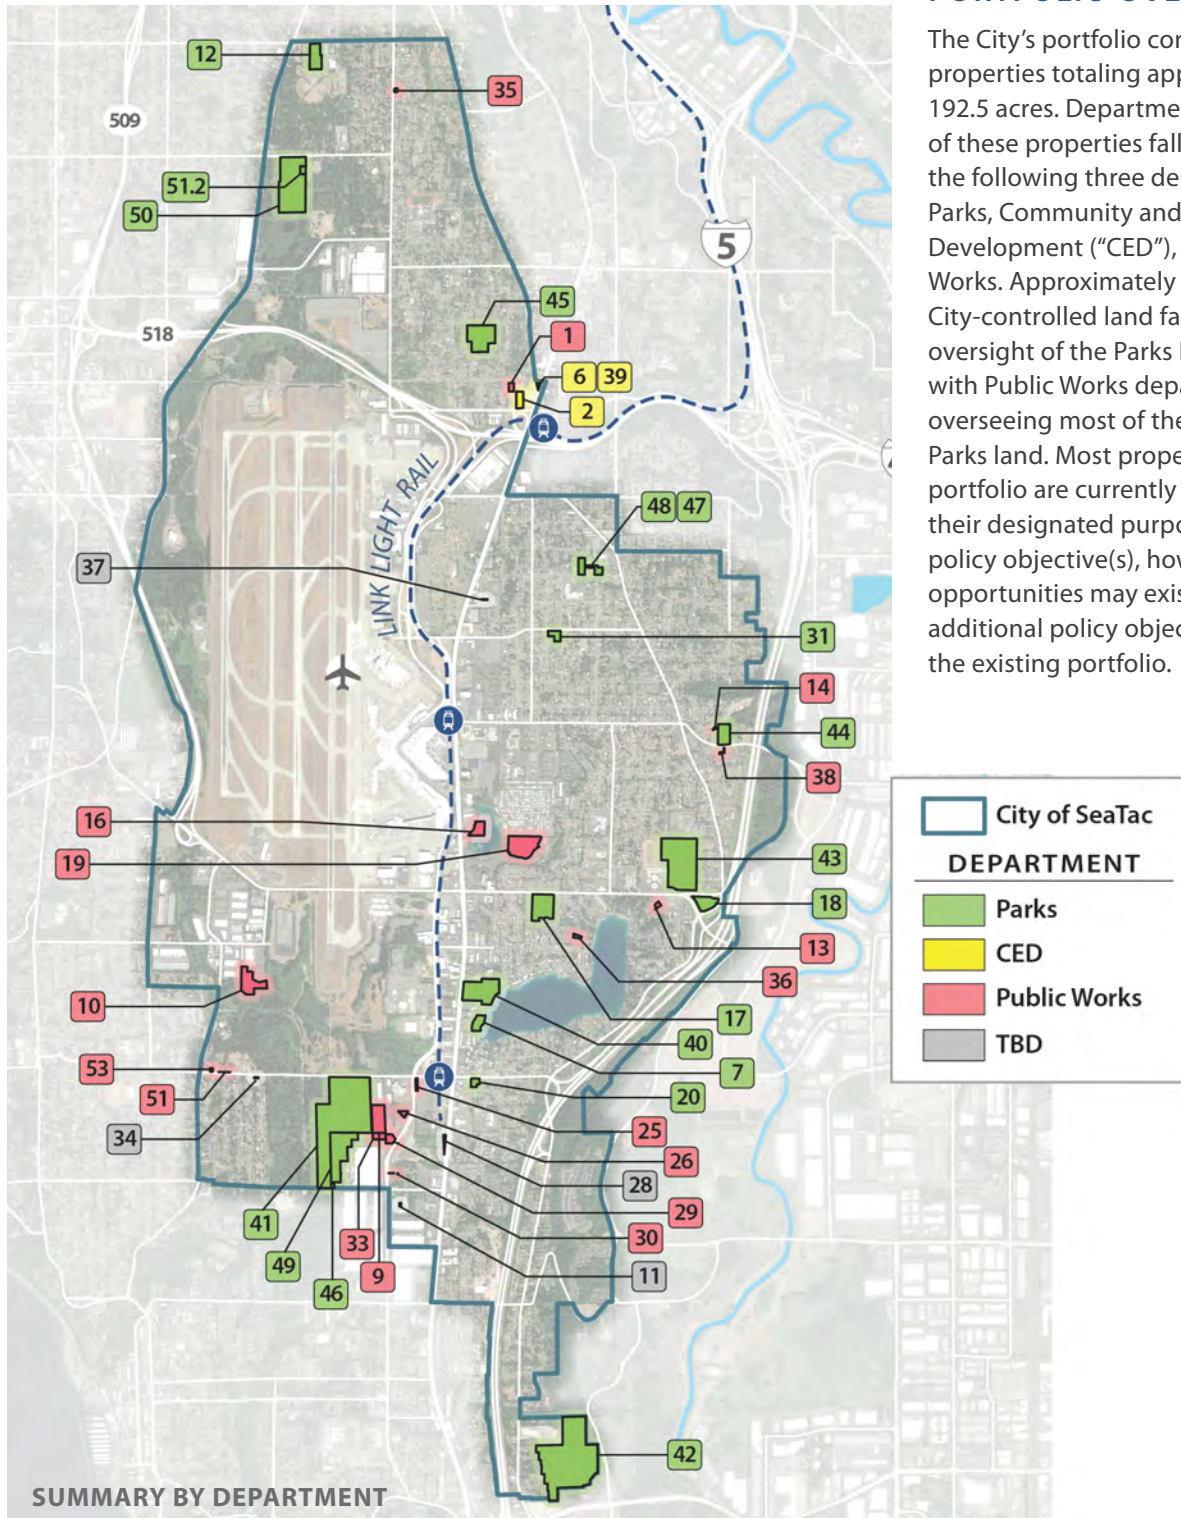 The City's portfolio con
properties totaling app
192.5 acres. Departme
of these properties fall
the following three de
Parks, Community and
Development ("CED"),
Works. Approximately
City-controlled land fa
oversight of the Parks
with Public Works depa
overseeing most of the
Parks land. Most prope
portfolio are currently
their designated purpo
policy objective(s), how
opportunities may exis
additional policy objec
the existing portfolio.
12
35
509
51.2
50
5
45
518
1
6 39
2
LINK LIGHT RAIL
48 47
37
31
14
44
38
16
19
43
18
13
36
10
17
40
7
53
51
20
34
25
26
28
29
41
33
30
49
9
11
46
42
City of SeaTac
DEPARTMENT
Parks
CED
Public Works
TBD
SUMMARY BY DEPARTMENT